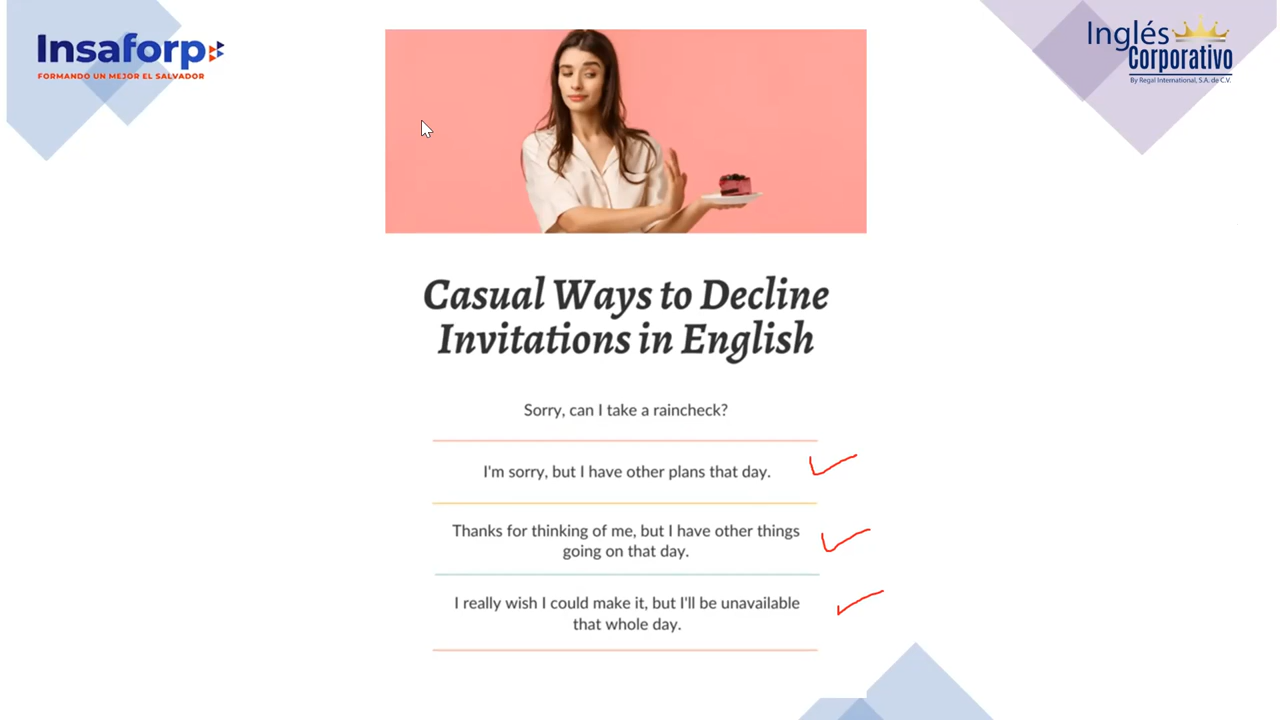 Insaforp
FORMANDO UN MEJOR EL SALVADOR
Inglés
Corporativo
By Regal International, S.A. de C.V.
Casual Ways to Decline
Invitations in English
Sorry, can I take a raincheck?
I'm sorry, but I have other plans that day.
Thanks for thinking of me, but I have other things
going on that day.
I really wish I could make it, but I'll be unavailable
that whole day.